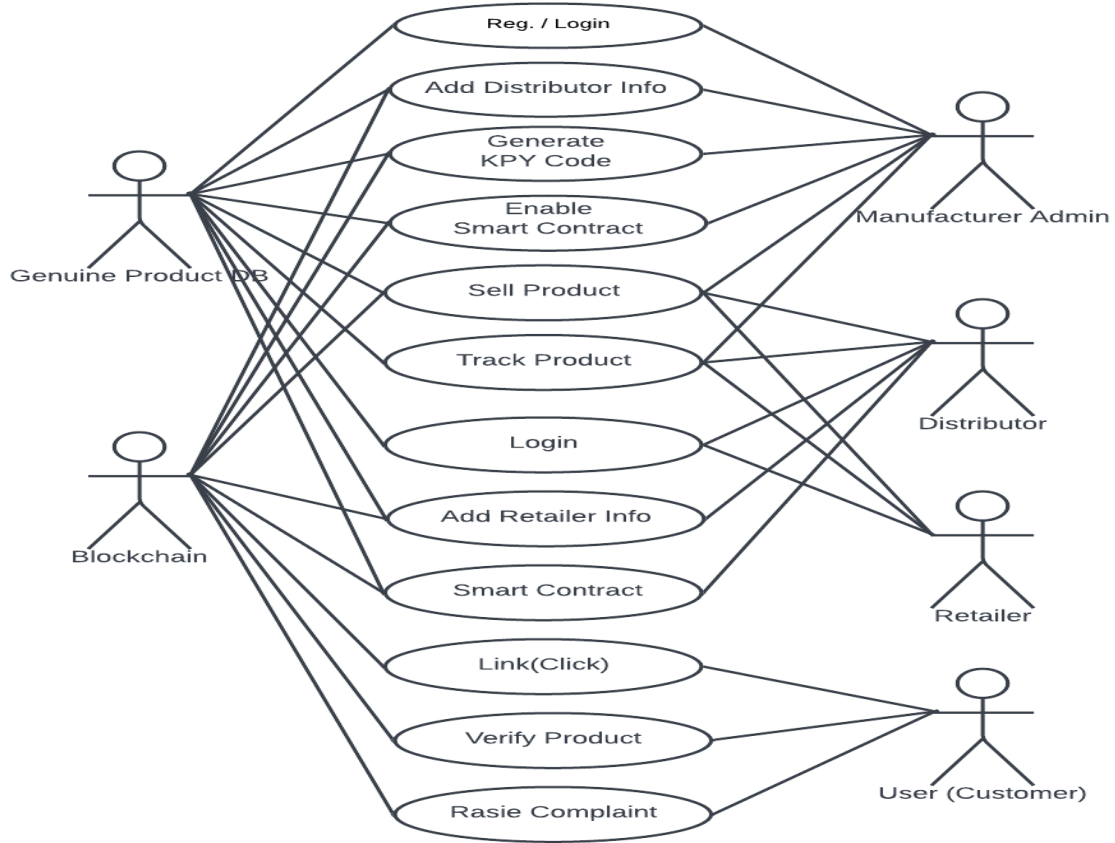 Reg. / Login
Add Distributor Info
Generate
KPY Code
Enable
Smart Contract
Sell Product
Track Product
Login
Add Retailer Info
Smart Contract
Link(Click)
Verify Product
Rasie Complaint
Genuine Product DB
Blockchain
Manufacturer Admin
Distributor
Retailer
User (Customer)